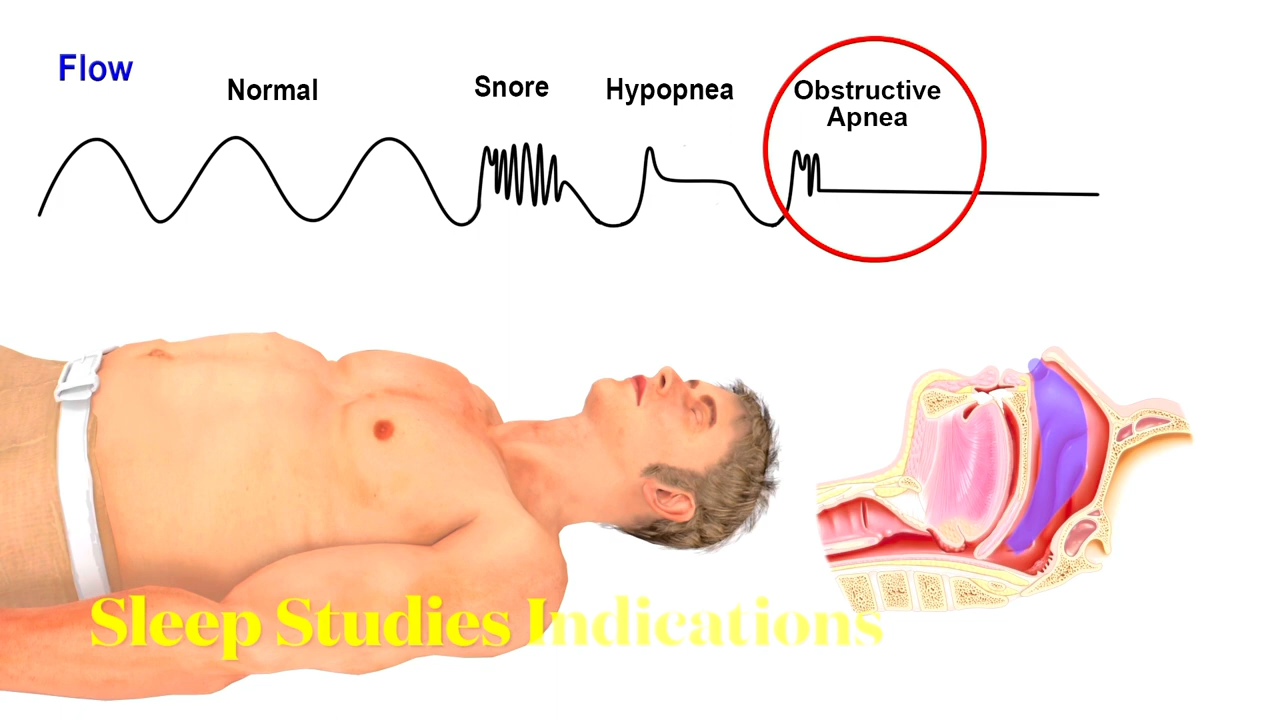 Flow
Normal
Snore
Hypopnea
Obstructive
Apnea
Sleep Studies Indications